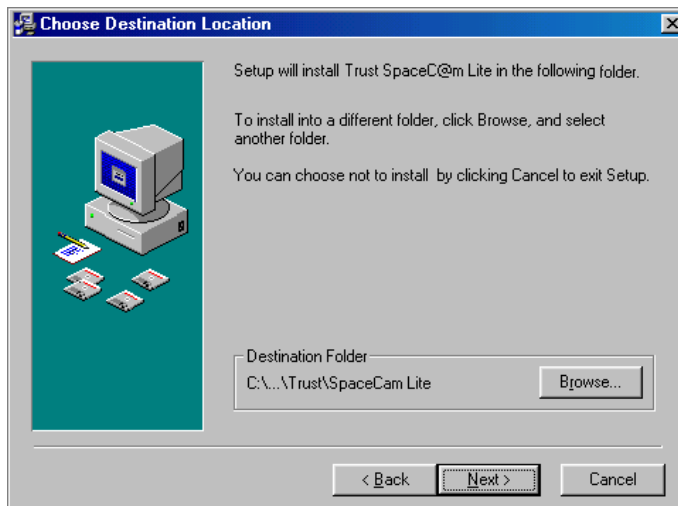 Choose Destination Location
Setup will install Trust SpaceC@m Lite in the following folder.
To install into a different folder, click Browse, and select
another folder.
You can choose not to install by clicking Cancel to exit Setup.
Destination Folder
C:\...\Trust\SpaceCam Lite
Browse...
< Back
Next >
Cancel